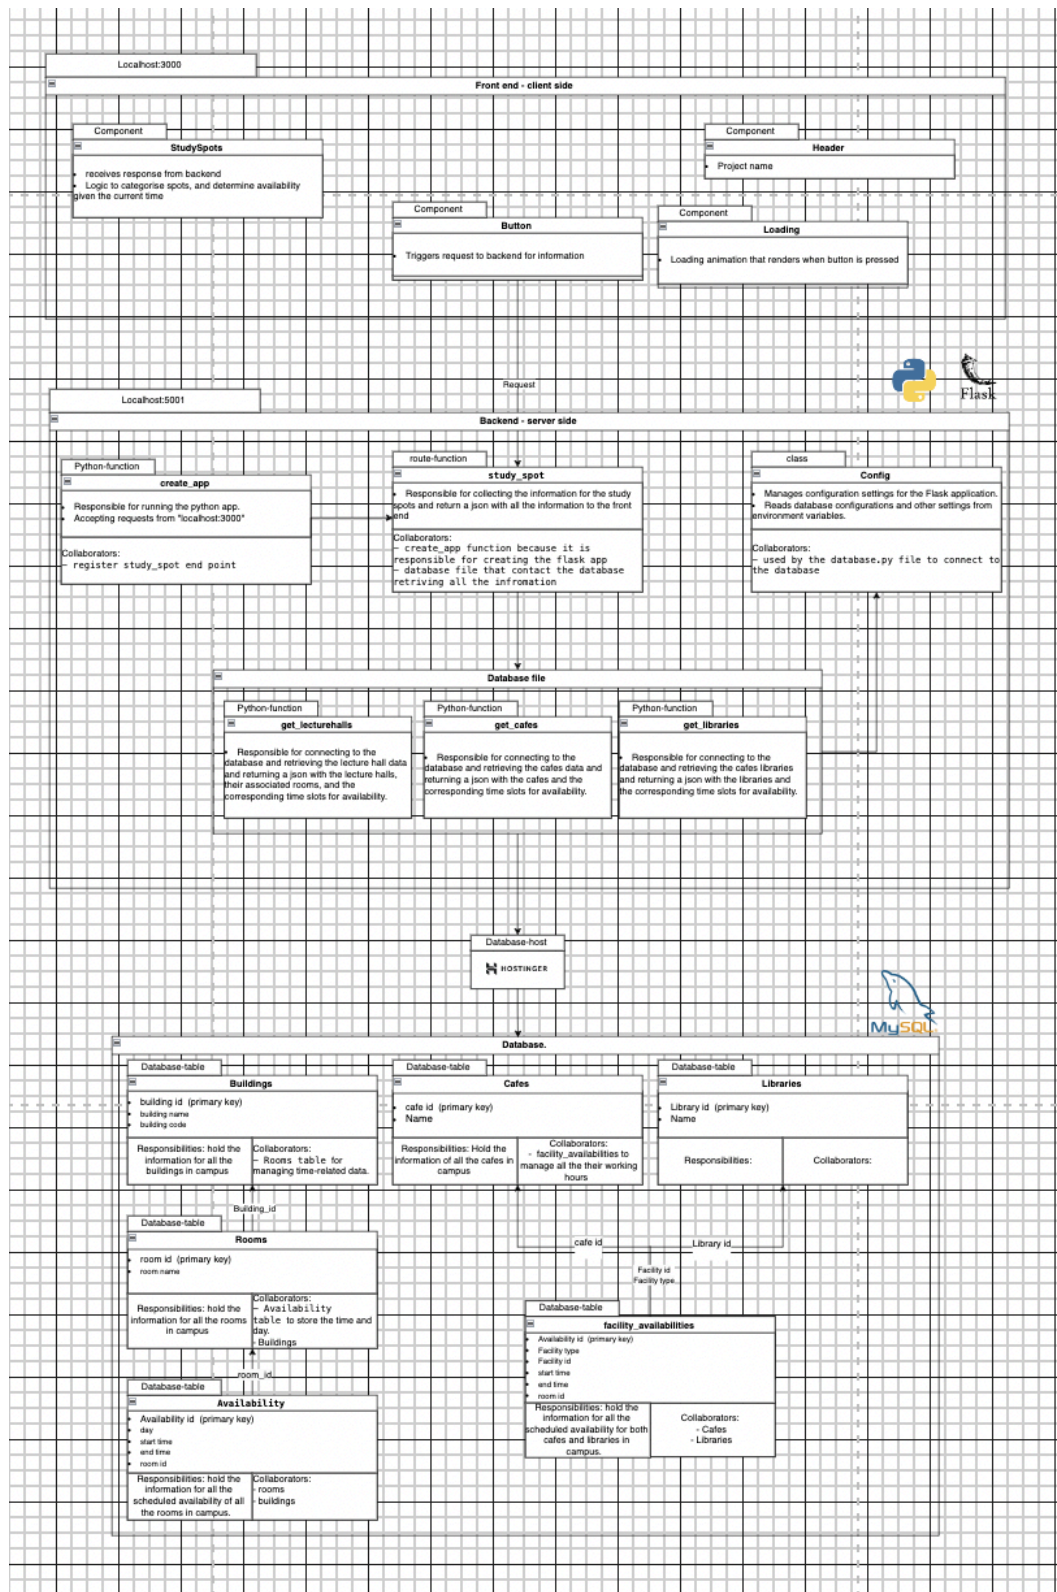 Localhost:3000
Front end - client side
Component
StudySpots
receives response from backend
Logic to categorise spots, and determine availability
given the current time
Component
Header
Project name
Component
Button
Triggers request to backend for information
Component
Loading
Loading animation that renders when button is pressed
Request
Flask
Localhost:5001
Backend - server side
Python-function
create_app
Responsible for running the python app.
Accepting requests from "localhost:3000"
Collaborators:
- register study_spot end point
route-function
study_spot
Responsible for collecting the information for the study
spots and return a json with all the information to the front
end
Collaborators:
- create_app function because it is
responsible for creating the flask app
- database file that contact the database
retriving all the infromation
class
Config
Manages configuration settings for the Flask application.
Reads database configurations and other settings from
environment variables.
Collaborators:
- used by the database.py file to connect to
the database
Database file
Python-function
get_lecturehalls
Responsible for connecting to the
database and retrieving the lecture hall data
and returning a json with the lecture halls,
their associated rooms, and the
corresponding time slots for availability.
Python-function
get_cafes
Responsible for connecting to the
database and retrieving the cafes data and
returning a json with the cafes and the
corresponding time slots for availability.
Python-function
get_libraries
Responsible for connecting to the
database and retrieving the cafes libraries
and returning a json with the libraries and
the corresponding time slots for availability.
Database-host
HOSTINGER
MySQL
Database.
Database-table
Buildings
building id (primary key)
building name
building code
Responsibilities: hold the
information for all the
buildings in campus
Collaborators:
- Rooms table for
managing time-related data.
Database-table
Cafes
cafe id (primary key)
Name
Responsibilities: Hold the
information of all the cafes in
campus
Collaborators:
- facility_availabilities to
manage all the their working
hours
Database-table
Libraries
Library id (primary key)
Name
Responsibilities:
Collaborators:
Building_id
Database-table
Rooms
room id (primary key)
room name
Responsibilities: hold the
information for all the rooms
in campus
Collaborators:
- Availability
table to store the time and
day.
- Buildings
cafe id
Library id
Facility id
Facility type
Database-table
facility_availabilities
Availability id (primary key)
Facility type
Facility id
start time
end time
room id
Responsibilities: hold the
information for all the
scheduled availability for both
cafes and libraries in
campus.
Collaborators:
- Cafes
- Libraries
room_id
Database-table
Availability
Availability id (primary key)
day
start time
end time
room id
Responsibilities: hold the
information for all the
scheduled availability of all
the rooms in campus.
Collaborators:
- rooms
- buildings